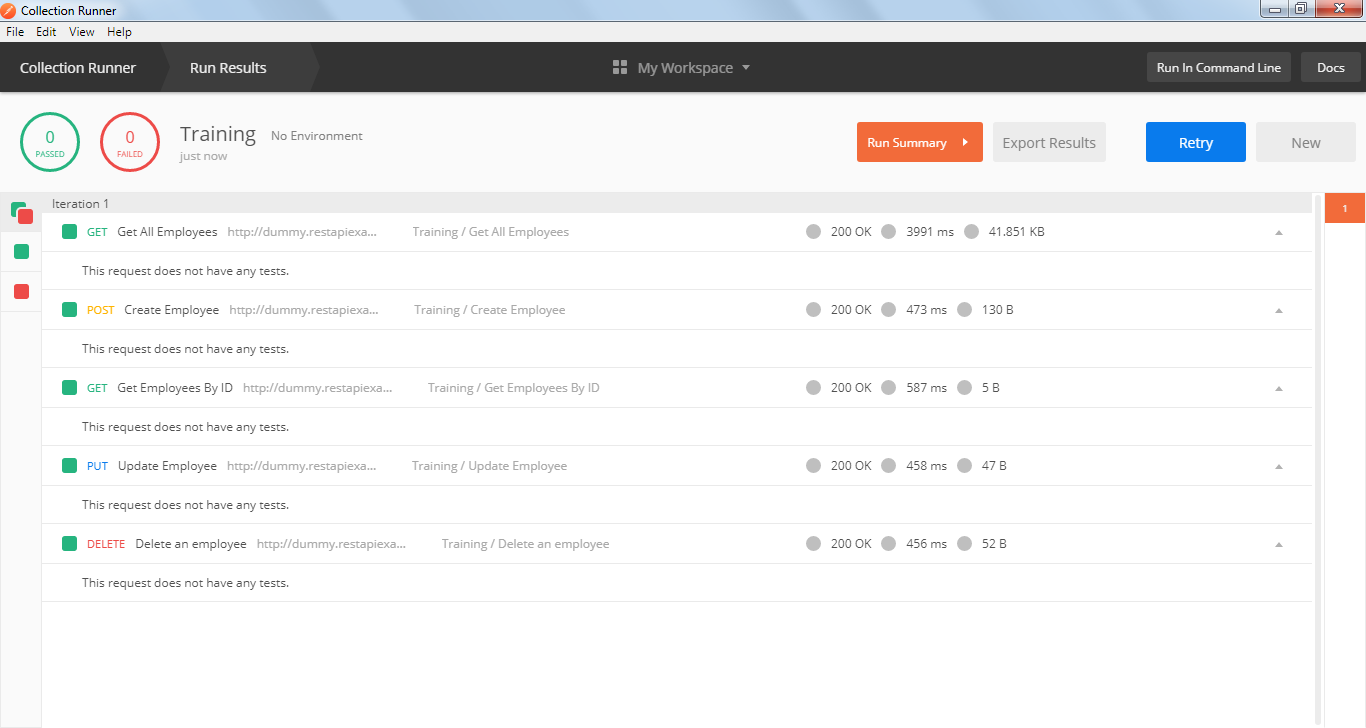 Collection Runner
File Edit View Help
Collection Runner Run Results My Workspace Run In Command Line Docs
0 PASSED 0 FAILED Training No Environment Run Summary Export Results Retry New
just now
Iteration 1 1
GET Get All Employees http://dummy.restapiexa... Training / Get All Employees 200 OK 3991 ms 41.851 KB
This request does not have any tests.
POST Create Employee http://dummy.restapiexa... Training / Create Employee 200 OK 473 ms 130 B
This request does not have any tests.
GET Get Employees By ID http://dummy.restapiexa... Training / Get Employees By ID 200 OK 587 ms 5 B
This request does not have any tests.
PUT Update Employee http://dummy.restapiexa... Training / Update Employee 200 OK 458 ms 47 B
This request does not have any tests.
DELETE Delete an employee http://dummy.restapiexa... Training / Delete an employee 200 OK 456 ms 52 B
This request does not have any tests.